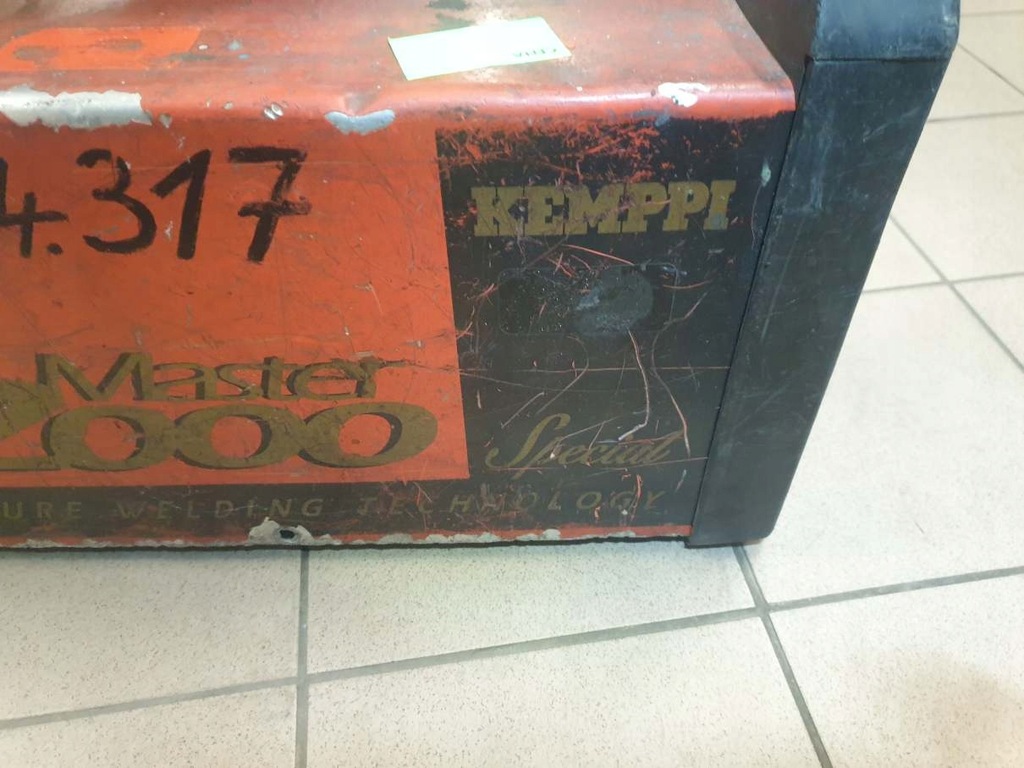 4.317
KEMPPI
Master
2000
Special
URE WELDING TECHNOLOGY